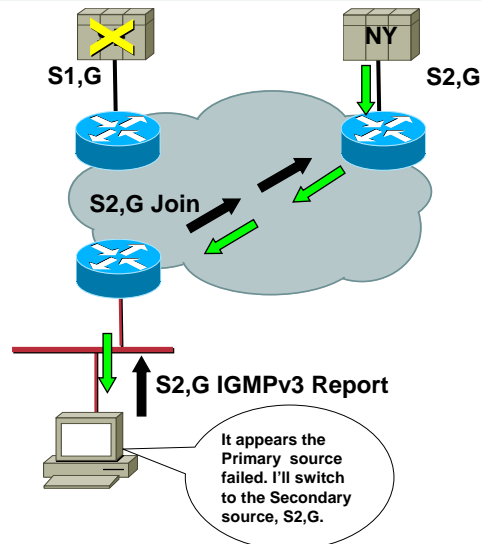 NY
S1,G
S2,G
S2,G Join
S2,G IGMPv3 Report
It appears the
Primary source
failed. I'll switch
to the Secondary
source, S2,G.